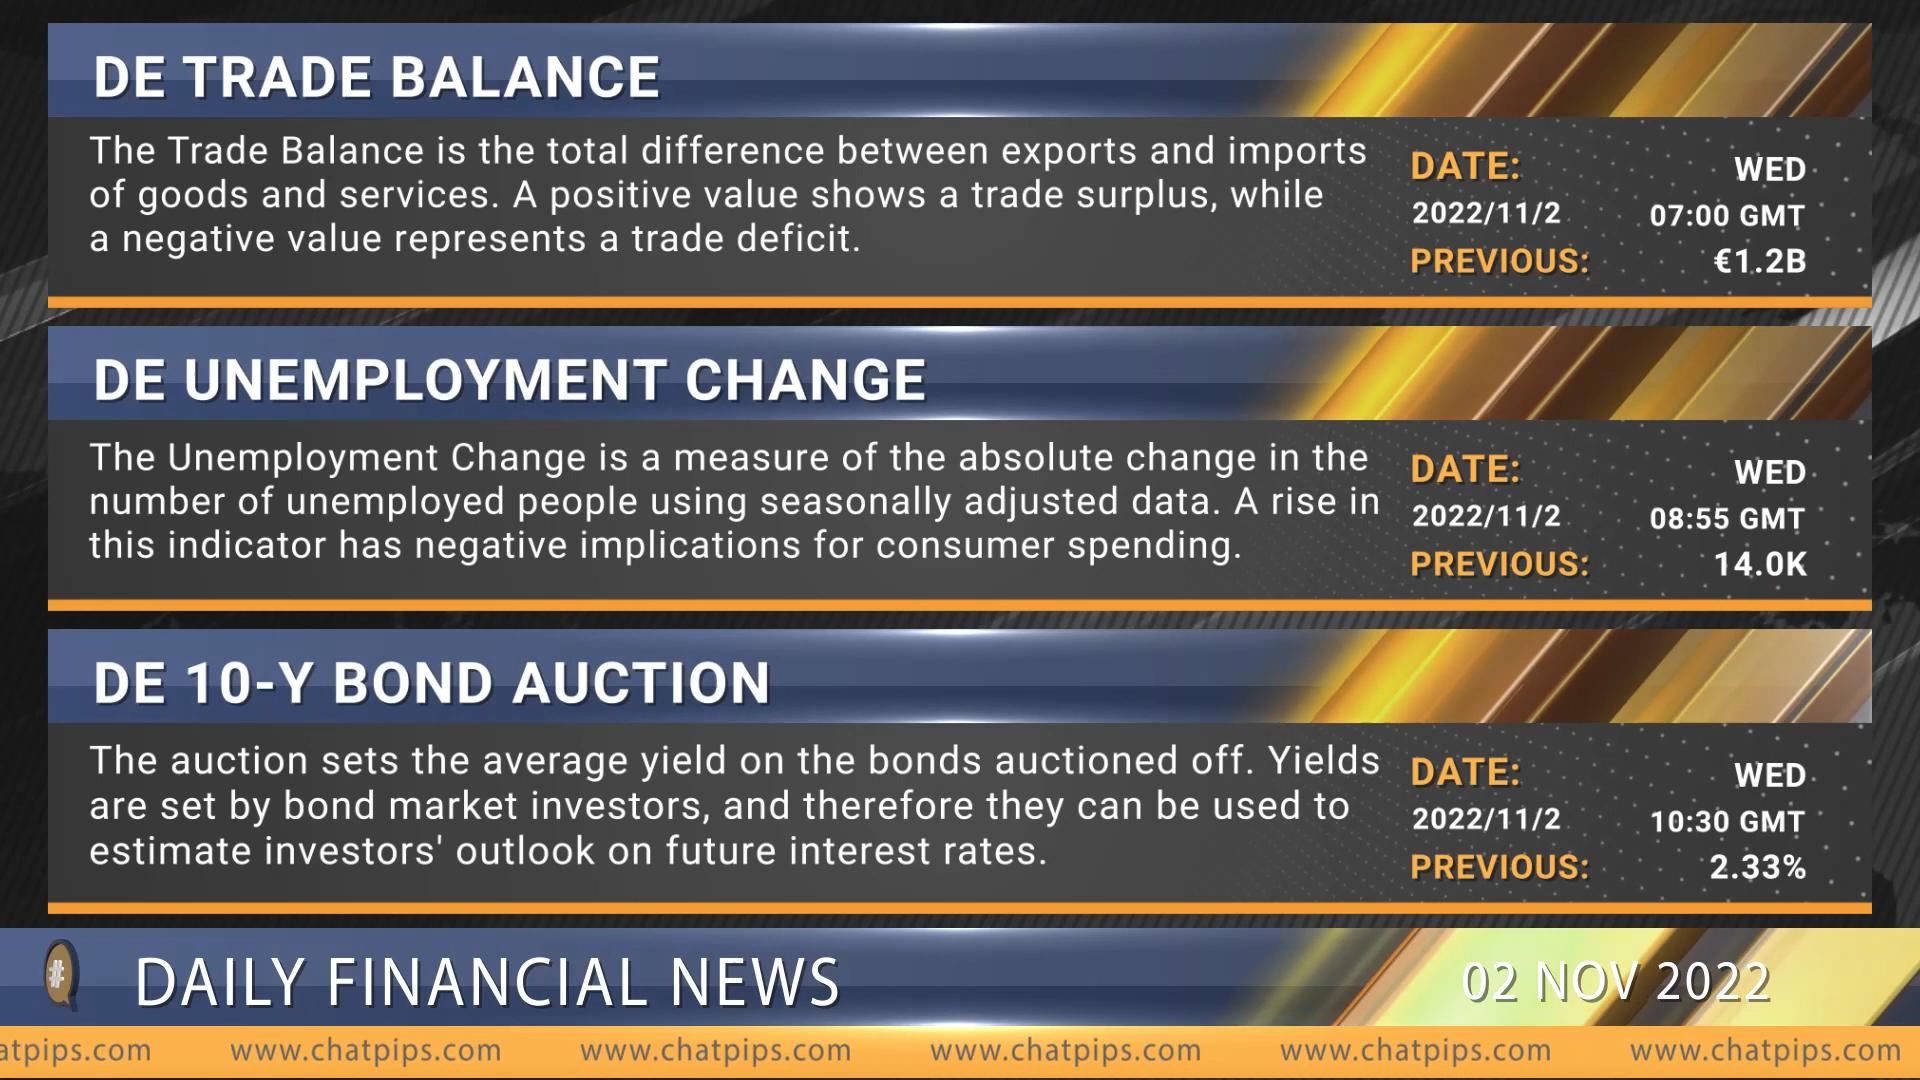 DE TRADE BALANCE
The Trade Balance is the total difference between exports and imports
of goods and services. A positive value shows a trade surplus, while
a negative value represents a trade deficit.
DATE: WED
2022/11/2 07:00 GMT
PREVIOUS: €1.2B
DE UNEMPLOYMENT CHANGE
The Unemployment Change is a measure of the absolute change in the
number of unemployed people using seasonally adjusted data. A rise in
this indicator has negative implications for consumer spending.
DATE: WED
2022/11/2 08:55 GMT
PREVIOUS: 14.0K
DE 10-Y BOND AUCTION
The auction sets the average yield on the bonds auctioned off. Yields
are set by bond market investors, and therefore they can be used to
estimate investors' outlook on future interest rates.
DATE: WED
2022/11/2 10:30 GMT
PREVIOUS: 2.33%
# DAILY FINANCIAL NEWS 02 NOV 2022
atpips.com www.chatpips.com www.chatpips.com www.chatpips.com www.chatpips.com www.chatpips.com